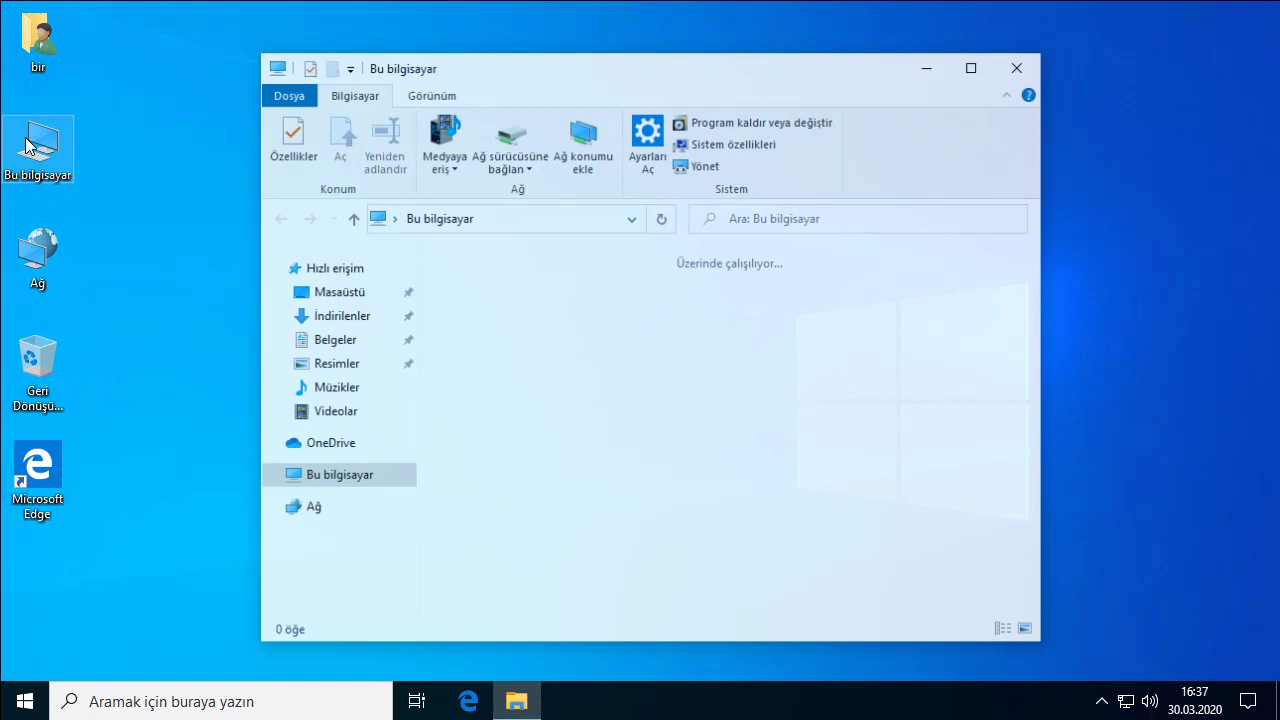 bir
Bu bilgisayar
Ağ
Geri
Dönüşü...
Microsoft
Edge
Bu bilgisayar
Dosya
Bilgisayar
Görünüm
Özellikler
Aç
Yeniden
adlandır
Konum
Medyaya
eriş
Ağ sürücüsüne
bağlan
Ağ konumu
ekle
Ağ
Ayarları
Aç
Program kaldır veya değiştir
Sistem özellikleri
Yönet
Sistem
Bu bilgisayar
Ara: Bu bilgisayar
Hızlı erişim
Masaüstü
İndirilenler
Belgeler
Resimler
Müzikler
Videolar
OneDrive
Bu bilgisayar
Ağ
Üzerinde çalışılıyor...
0 öğe
Aramak için buraya yazın
16:37
30.03.2020